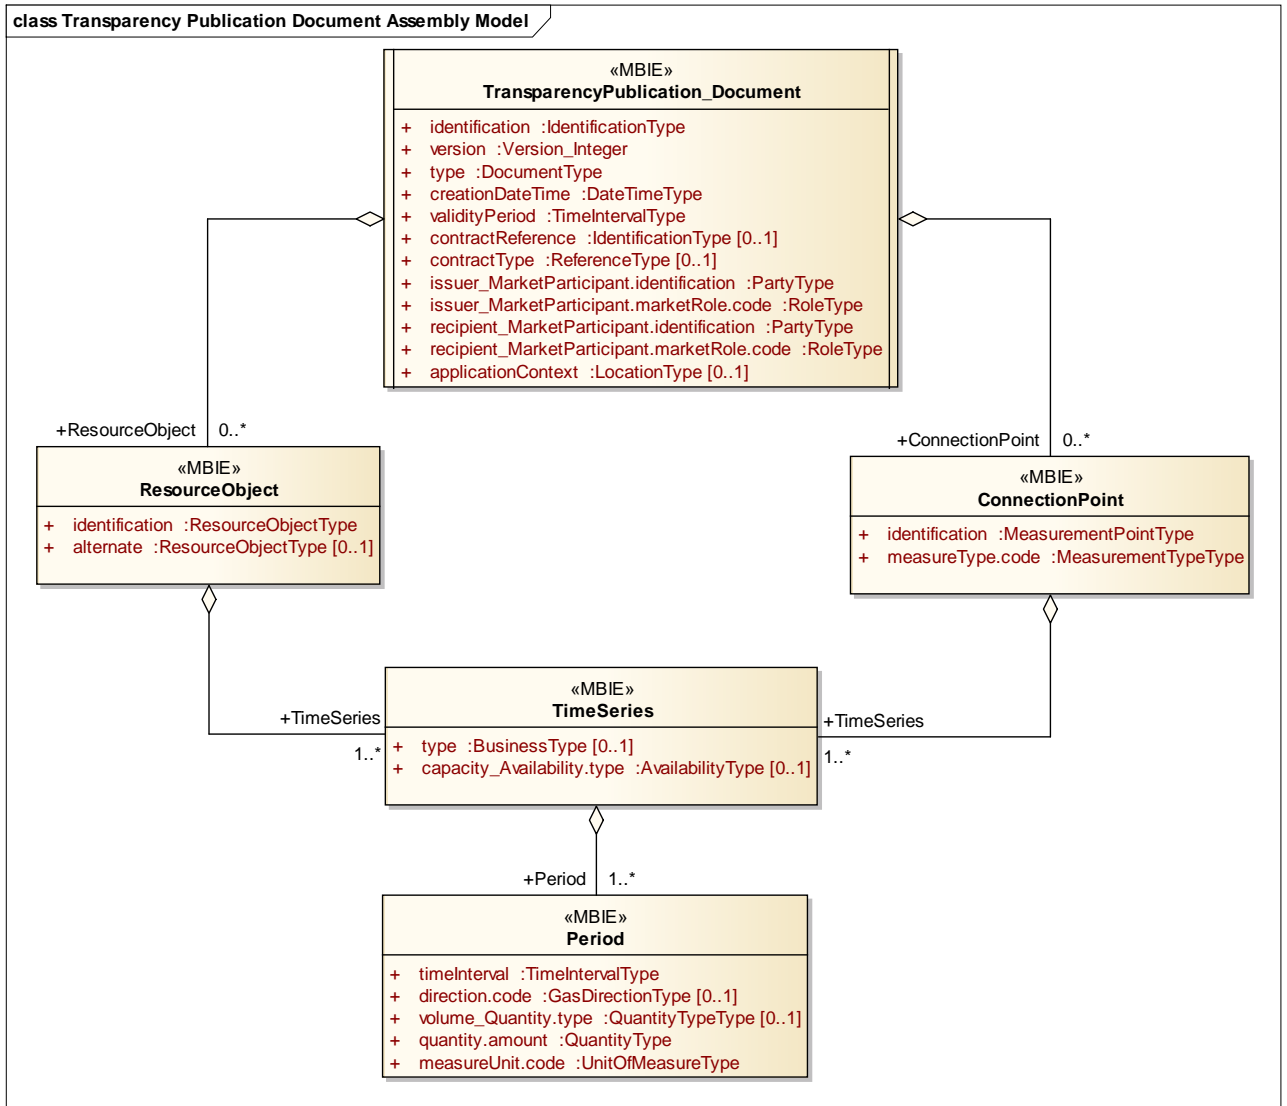 class Transparency Publication Document Assembly Model
«MBIE»
TransparencyPublication_Document
+ identification :IdentificationType
+ version :Version_Integer
+ type :DocumentType
+ creationDateTime :DateTimeType
+ validityPeriod :TimeIntervalType
+ contractReference :IdentificationType [0..1]
+ contractType :ReferenceType [0..1]
+ issuer_MarketParticipant.identification :PartyType
+ issuer_MarketParticipant.marketRole.code :RoleType
+ recipient_MarketParticipant.identification :PartyType
+ recipient_MarketParticipant.marketRole.code :RoleType
+ applicationContext :LocationType [0..1]
+ResourceObject 0..*
«MBIE»
ResourceObject
+ identification :ResourceObjectType
+ alternate :ResourceObjectType [0..1]
+ConnectionPoint 0..*
«MBIE»
ConnectionPoint
+ identification :MeasurementPointType
+ measureType.code :MeasurementTypeType
+TimeSeries
1..*
«MBIE»
TimeSeries
+ type :BusinessType [0..1]
+ capacity_Availability.type :AvailabilityType [0..1]
+TimeSeries
1..*
+Period 1..*
«MBIE»
Period
+ timeInterval :TimeIntervalType
+ direction.code :GasDirectionType [0..1]
+ volume_Quantity.type :QuantityTypeType [0..1]
+ quantity.amount :QuantityType
+ measureUnit.code :UnitOfMeasureType